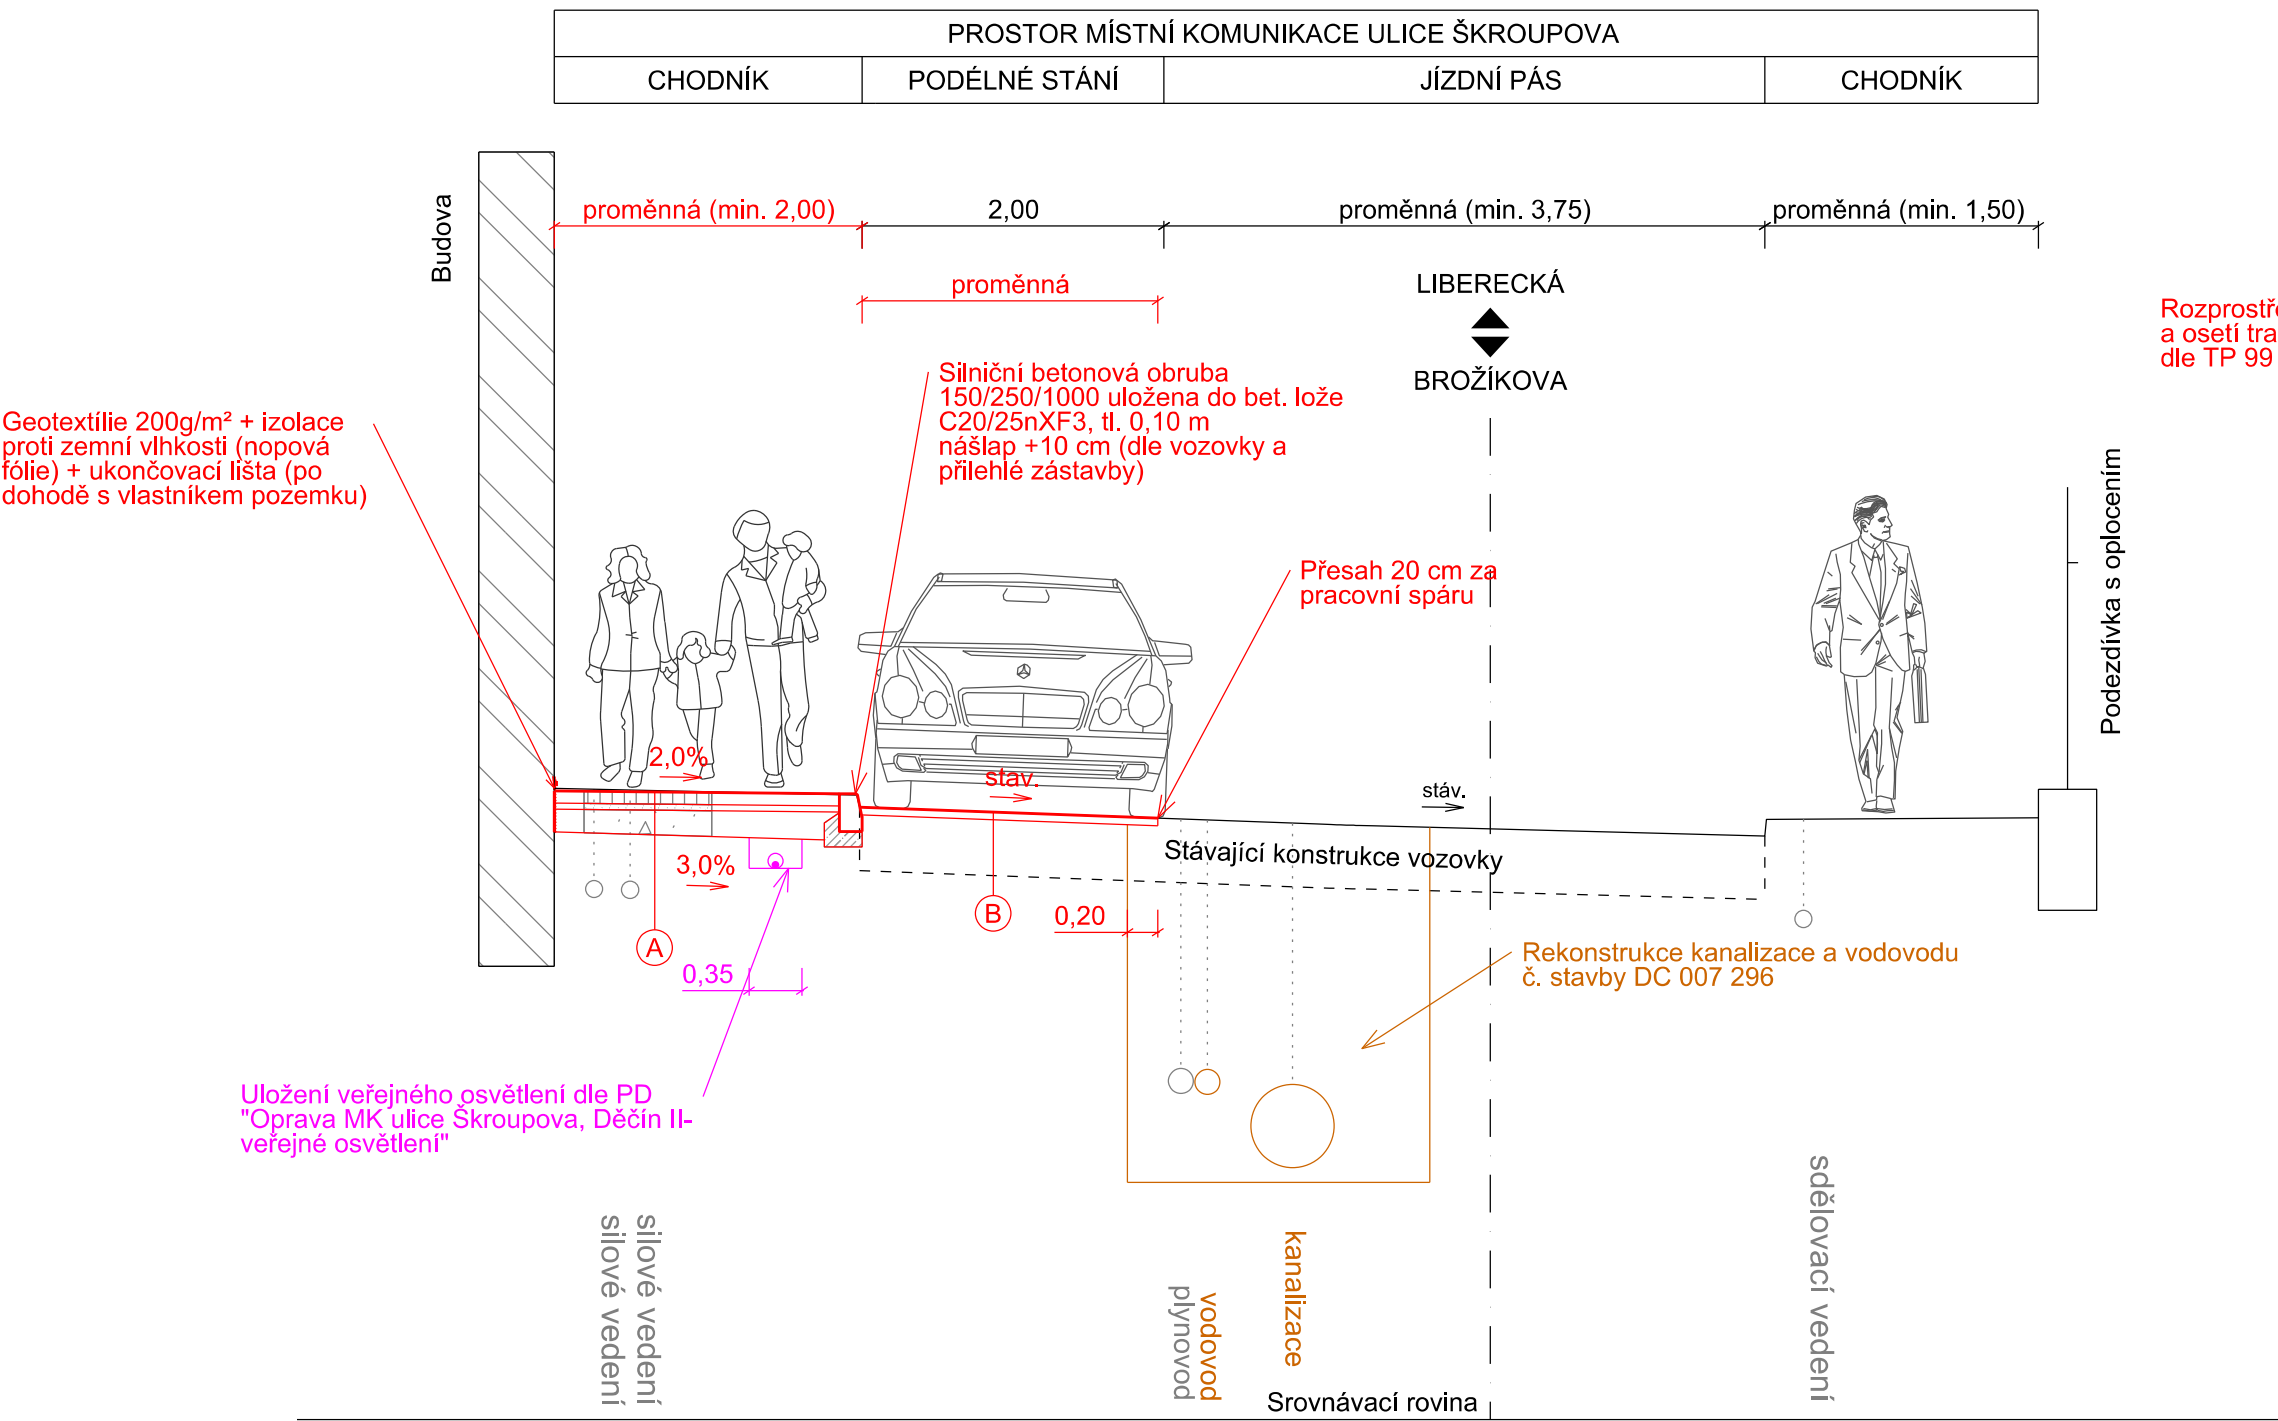 PROSTOR MÍSTNÍ KOMUNIKACE ULICE ŠKROUPOVA
CHODNÍK
PODÉLNÉ STÁNÍ
JÍZDNÍ PÁS
CHODNÍK
Budova
proměnná (min. 2,00)
2,00
proměnná (min. 3,75)
proměnná (min. 1,50)
proměnná
LIBERECKÁ
BROŽÍKOVA
Rozprostř
a osetí tra
dle TP 99
Silniční betonová obruba
150/250/1000 uložena do bet. lože
C20/25nXF3, tl. 0,10 m
nášlap +10 cm (dle vozovky a
přilehlé zástavby)
Geotextílie 200g/m² + izolace
proti zemní vlhkosti (nopová
fólie) + ukončovací lišta (po
dohodě s vlastníkem pozemku)
Přesah 20 cm za
pracovní spáru
Podezdívka s oplocením
2,0%
stav.
stáv.
Stávající konstrukce vozovky
3,0%
A
B
0,20
0,35
Rekonstrukce kanalizace a vodovodu
č. stavby DC 007 296
Uložení veřejného osvětlení dle PD
"Oprava MK ulice Škroupova, Děčín II-
veřejné osvětlení"
silové vedení
silové vedení
plynovod
vodovod
kanalizace
sdělovací vedení
Srovnávací rovina